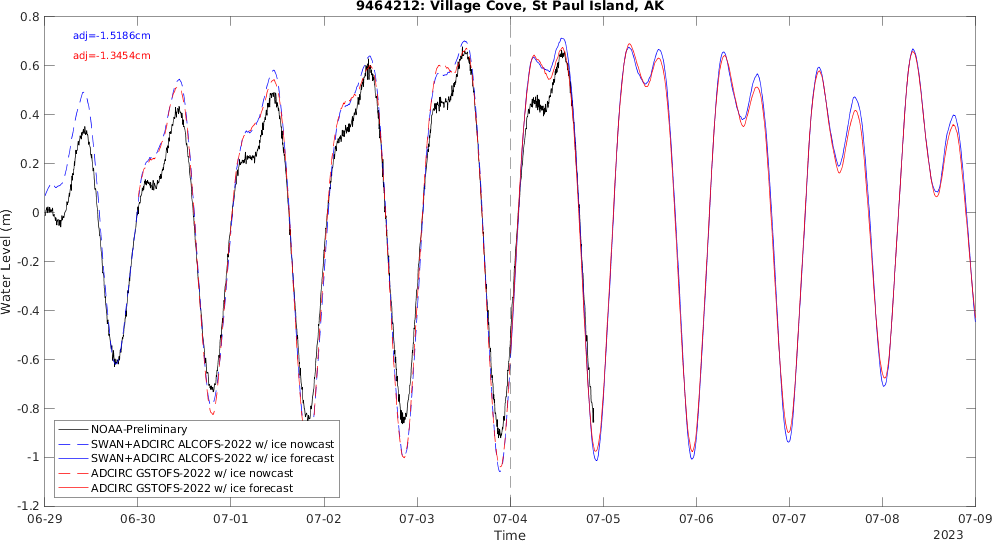 9464212: Village Cove, St Paul Island, AK
adj=-1.5186cm
adj=-1.3454cm
Water Level (m)
0.8
0.6
0.4
0.2
0
-0.2
-0.4
-0.6
-0.8
-1
-1.2
NOAA-Preliminary
SWAN+ADCIRC ALCOFS-2022 w/ ice nowcast
SWAN+ADCIRC ALCOFS-2022 w/ ice forecast
ADCIRC GSTOFS-2022 w/ ice nowcast
ADCIRC GSTOFS-2022 w/ ice forecast
06-29 06-30 07-01 07-02 07-03 07-04 07-05 07-06 07-07 07-08 07-09
Time
2023